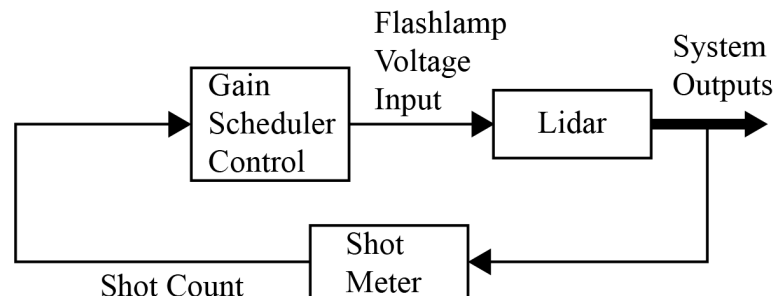 Flashlamp
Voltage
Input
System
Outputs
Gain
Scheduler
Control
Lidar
Shot
Meter
Shot Count